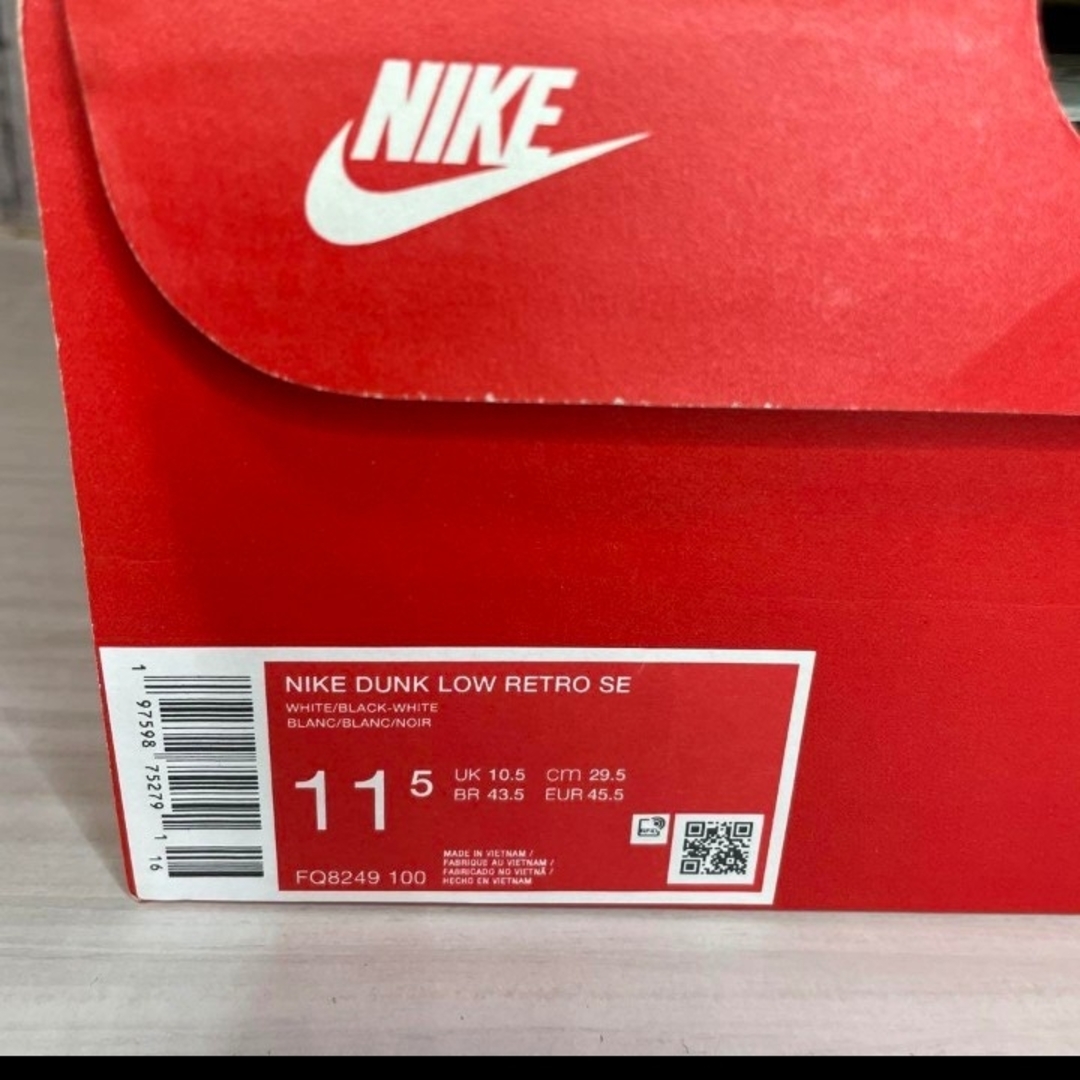 NIKE
NIKE DUNK LOW RETRO SE
WHITE/BLACK-WHITE
BLANC/BLANC/NOIR
11 5
UK 10.5 cm 29.5
BR 43.5 EUR 45.5
MADE IN VIETNAM /
FABRIQUE AU VIETNAM /
FABRICADO NO VIETNÃ /
HECHO EN VIETNAM
FQ8249 100
1 97598 75279 1 16